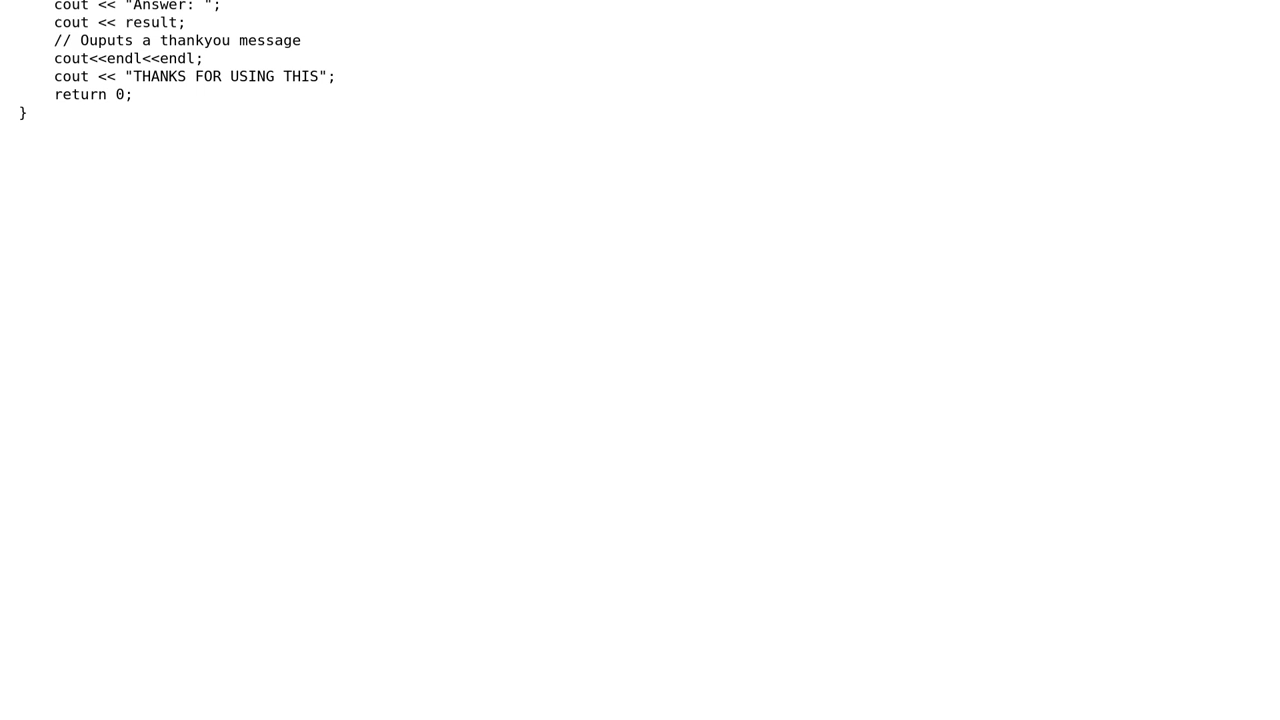 cout << "Answer: ";
cout << result;
// Ouputs a thankyou message
cout<<endl<<endl;
cout << "THANKS FOR USING THIS";
return 0;
}